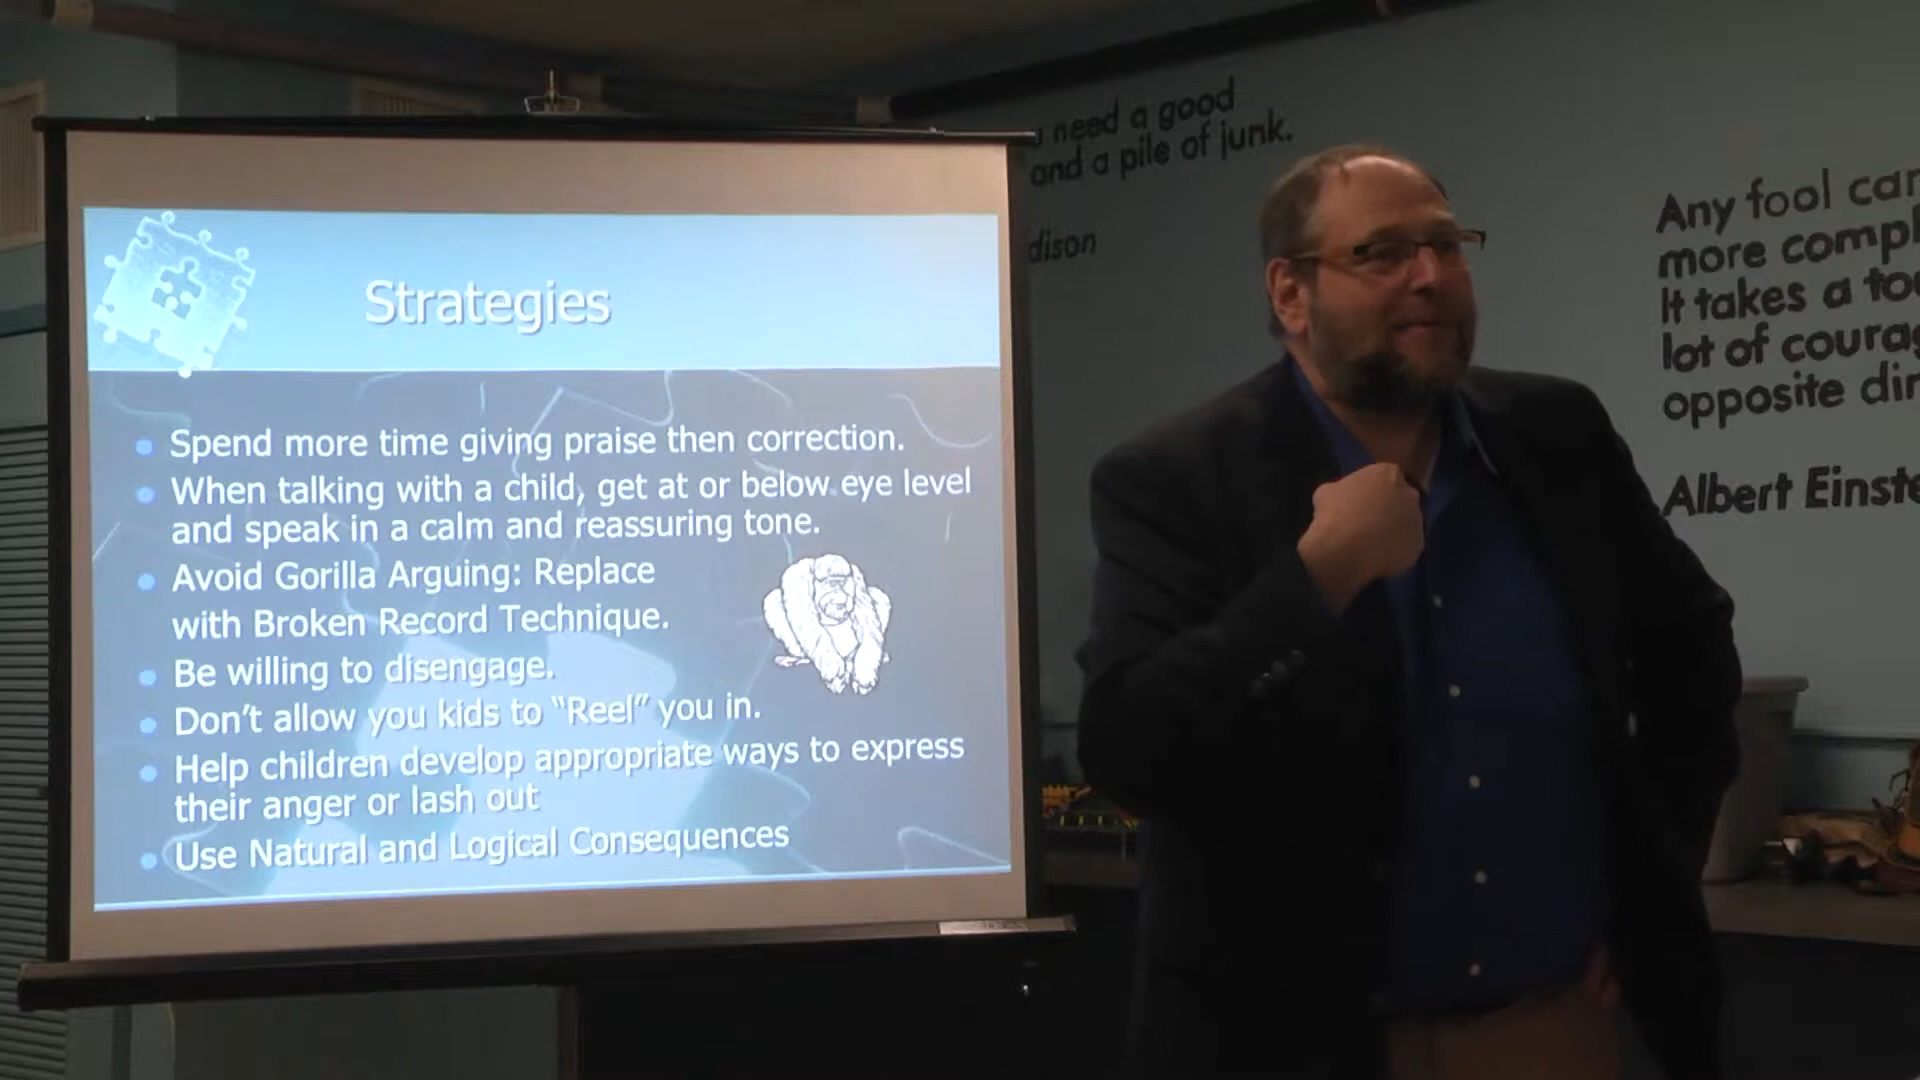 Strategies
Spend more time giving praise then correction.
When talking with a child, get at or below eye level
and speak in a calm and reassuring tone.
Avoid Gorilla Arguing: Replace
with Broken Record Technique.
Be willing to disengage.
Don't allow you kids to "Reel" you in.
Help children develop appropriate ways to express
their anger or lash out
Use Natural and Logical Consequences
need a good
and a pile of junk.
dison
Any fool can
more compl
It takes a tou
lot of courag
opposite dir
Albert Einste